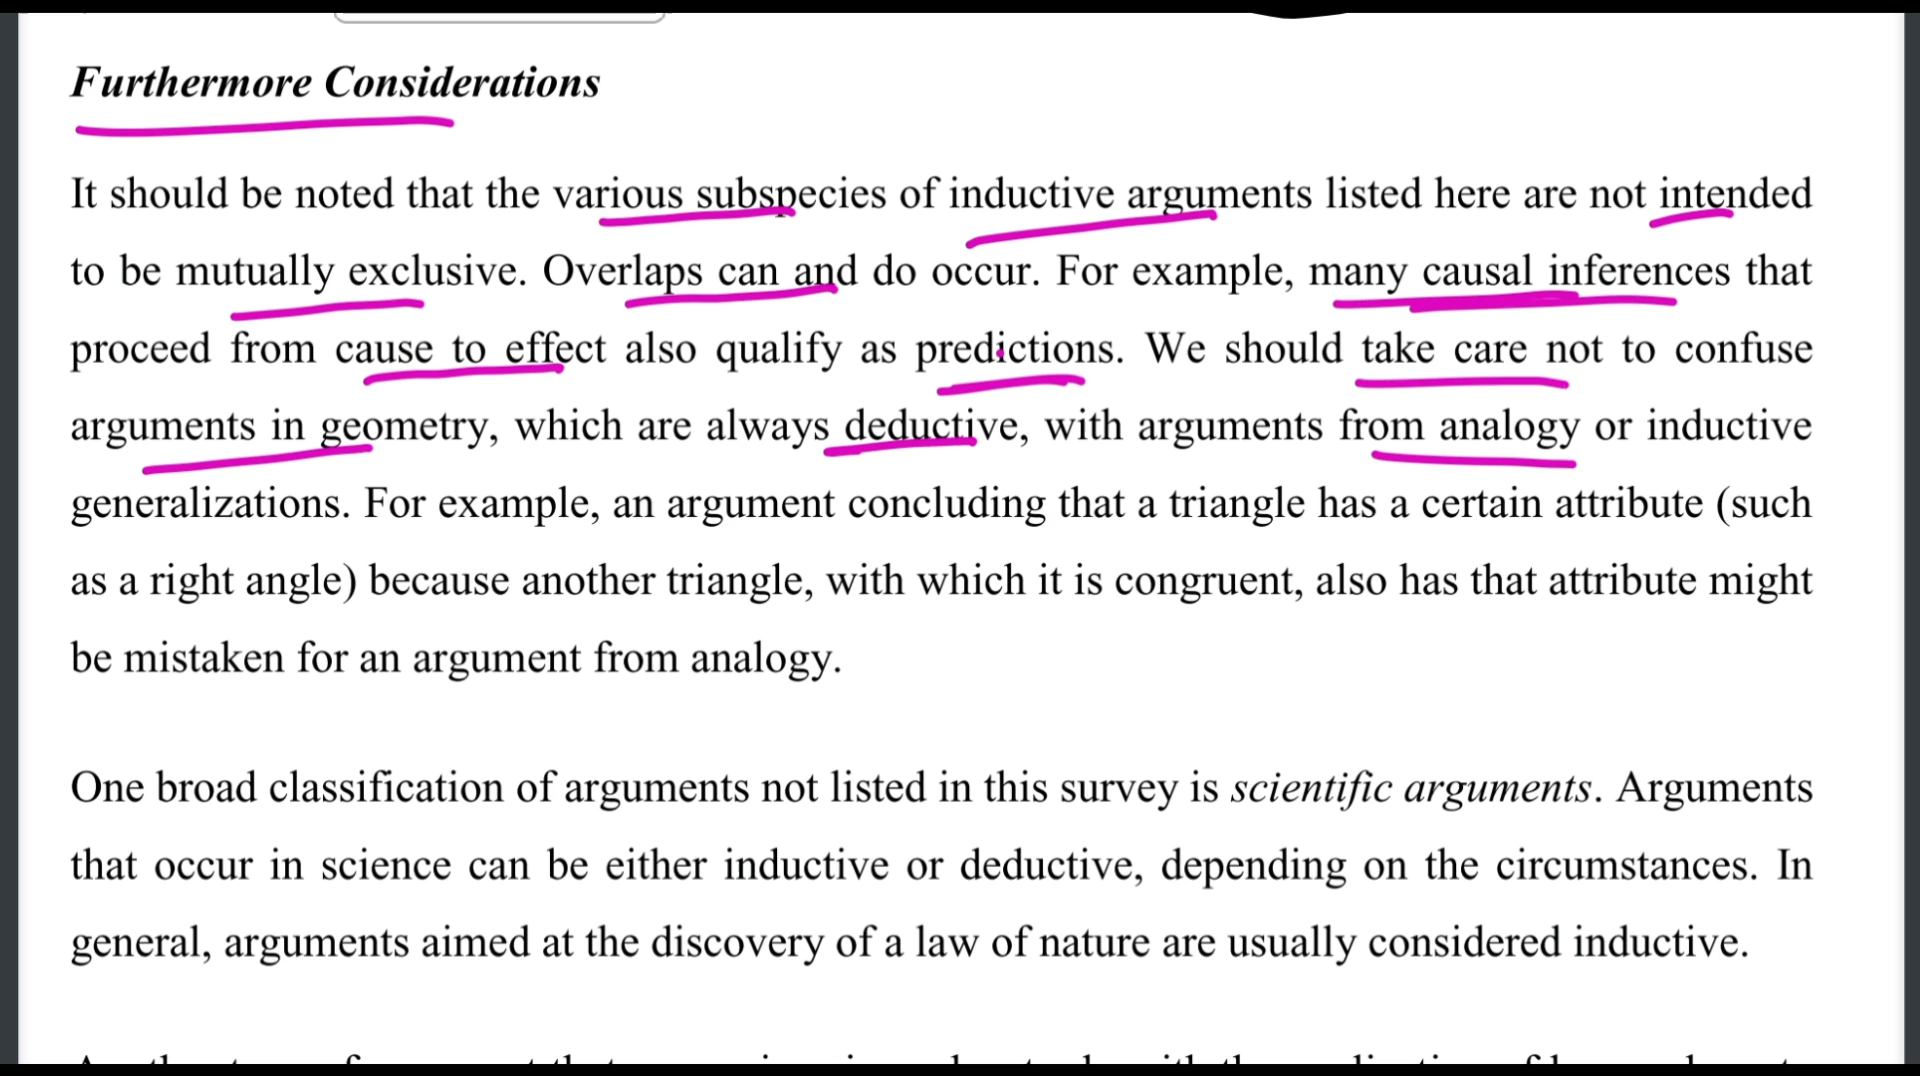 Furthermore Considerations
It should be noted that the various subspecies of inductive arguments listed here are not intended
to be mutually exclusive. Overlaps can and do occur. For example, many causal inferences that
proceed from cause to effect also qualify as predictions. We should take care not to confuse
arguments in geometry, which are always deductive, with arguments from analogy or inductive
generalizations. For example, an argument concluding that a triangle has a certain attribute (such
as a right angle) because another triangle, with which it is congruent, also has that attribute might
be mistaken for an argument from analogy.
One broad classification of arguments not listed in this survey is scientific arguments. Arguments
that occur in science can be either inductive or deductive, depending on the circumstances. In
general, arguments aimed at the discovery of a law of nature are usually considered inductive.